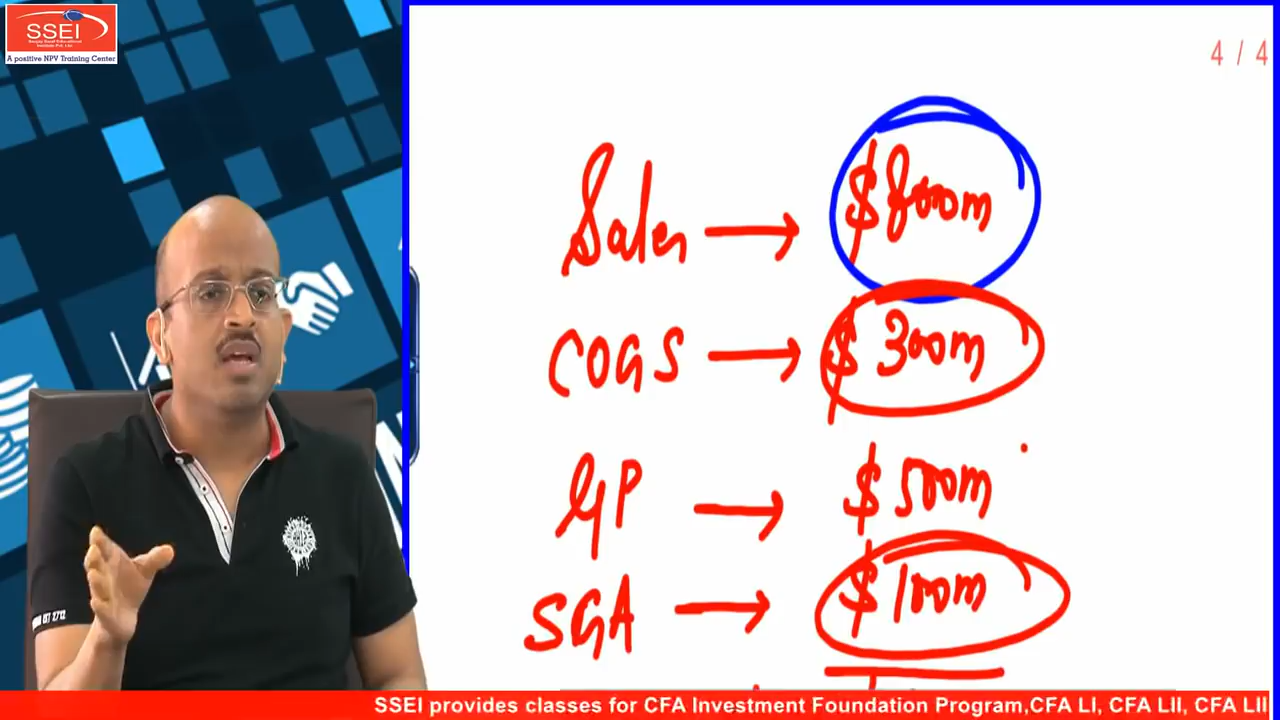 SSEI
A positive NPV Training Center
4 / 4
Sales → $800m
COGS → $300m
GP → $500m
SGA → $100m
SSEI provides classes for CFA Investment Foundation Program,CFA LI, CFA LII, CFA LII